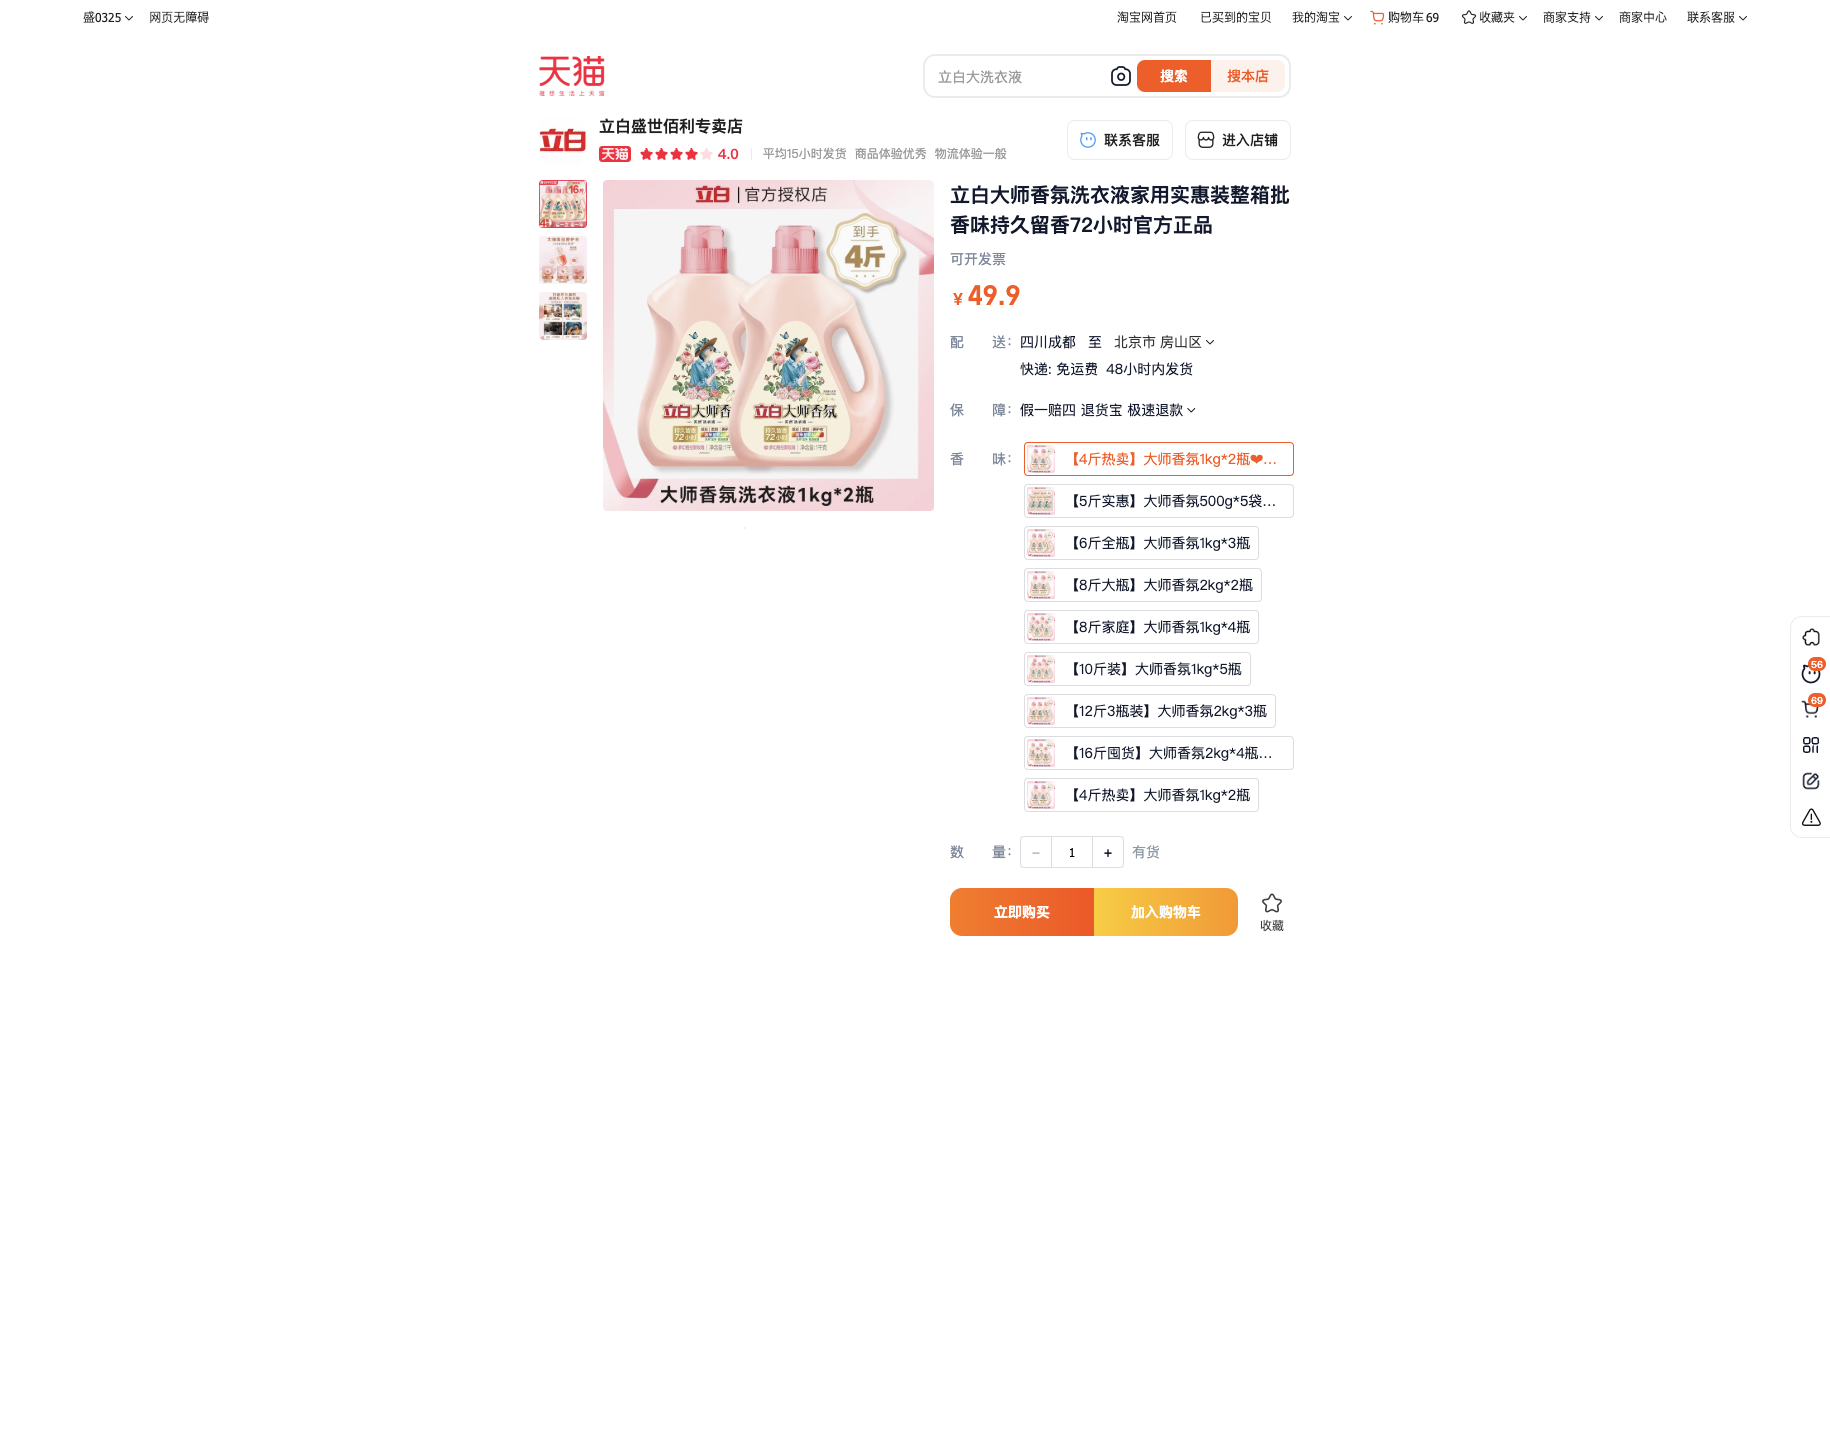 盛0325
网页无障碍
淘宝网首页
已买到的宝贝
我的淘宝
购物车 69
收藏夹
商家支持
商家中心
联系客服
天猫
理想生活上天猫
立白大洗衣液
搜索
搜本店
立白
立白盛世佰利专卖店
天猫
4.0
平均15小时发货 商品体验优秀 物流体验一般
联系客服
进入店铺
立白 | 官方授权店
到手
4斤
立白大师香
立白大师香氛
72小时
72小时
大师香氛洗衣液1kg*2瓶
16斤
立白大师香氛洗衣液家用实惠装整箱批
香味持久留香72小时官方正品
可开发票
¥ 49.9
配 送: 四川成都 至 北京市 房山区
快递: 免运费 48小时内发货
保 障: 假一赔四 退货宝 极速退款
香 味:
【4斤热卖】大师香氛1kg*2瓶❤...
【5斤实惠】大师香氛500g*5袋...
【6斤全瓶】大师香氛1kg*3瓶
【8斤大瓶】大师香氛2kg*2瓶
【8斤家庭】大师香氛1kg*4瓶
【10斤装】大师香氛1kg*5瓶
【12斤3瓶装】大师香氛2kg*3瓶
【16斤囤货】大师香氛2kg*4瓶...
【4斤热卖】大师香氛1kg*2瓶
数 量: − 1 + 有货
立即购买
加入购物车
收藏
56
69